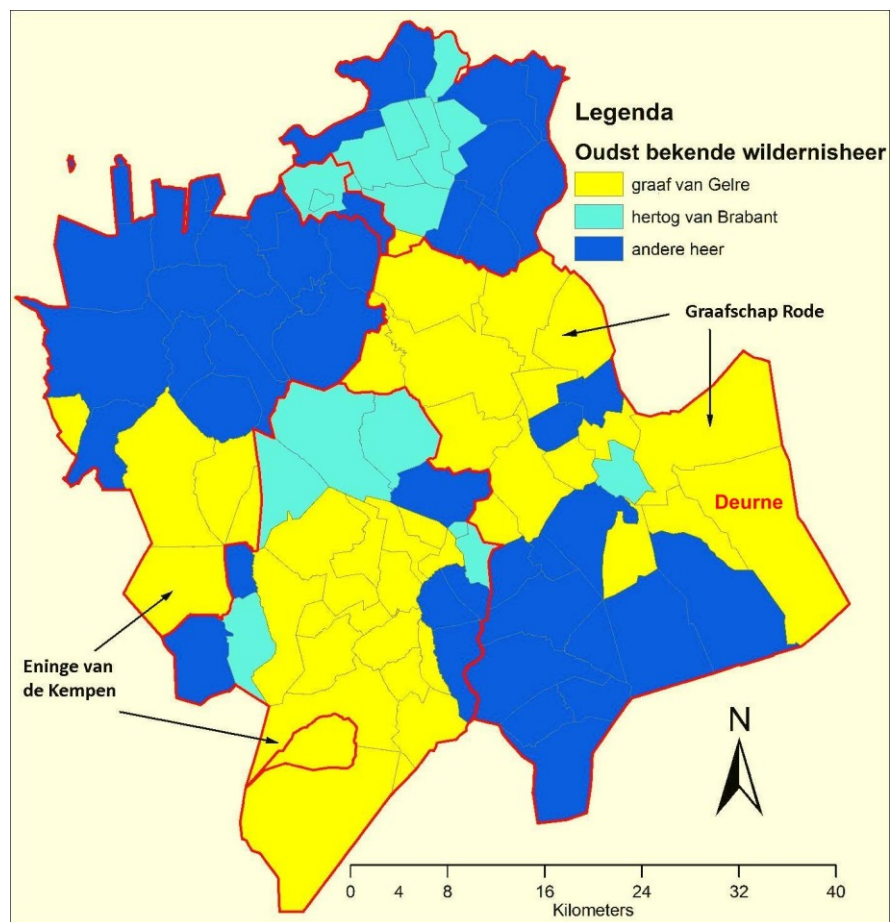 Legenda
Oudst bekende wildernisheer
graaf van Gelre
hertog van Brabant
andere heer
Graafschap Rode
Deurne
Eninge van
de Kempen
N
0 4 8 16 24 32 40
Kilometers